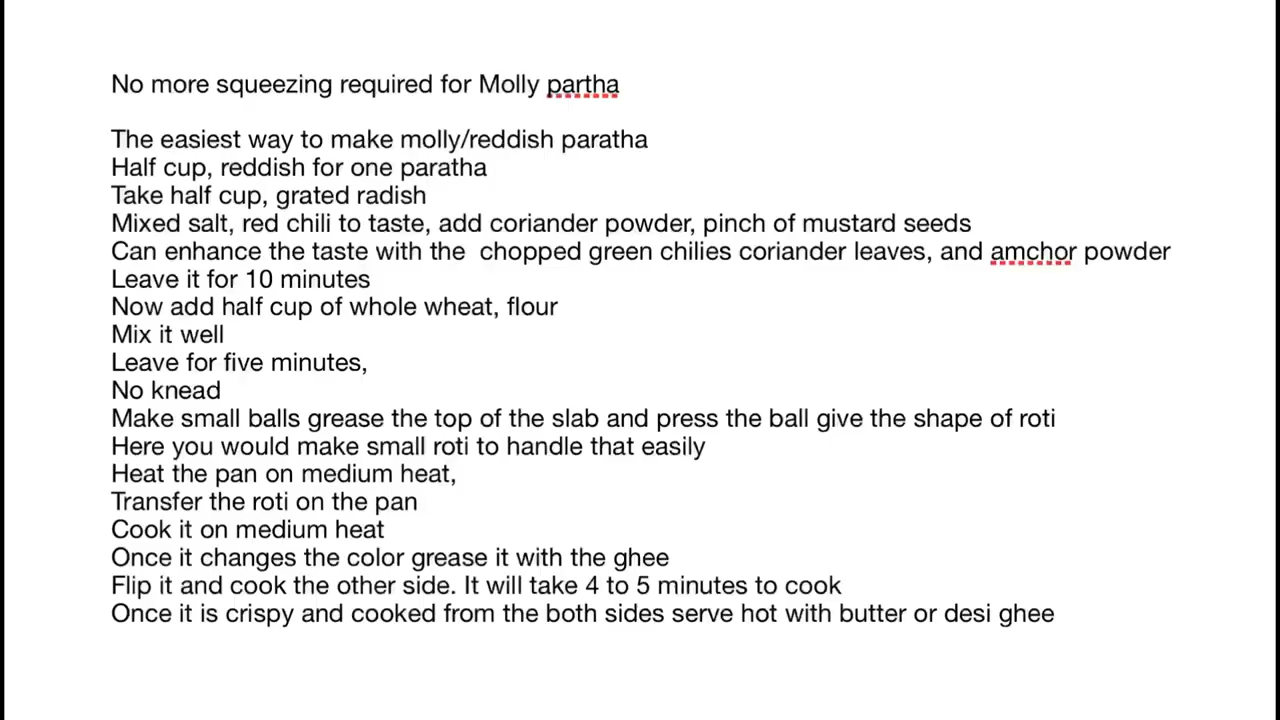 No more squeezing required for Molly partha
The easiest way to make molly/reddish paratha
Half cup, reddish for one paratha
Take half cup, grated radish
Mixed salt, red chili to taste, add coriander powder, pinch of mustard seeds
Can enhance the taste with the  chopped green chilies coriander leaves, and amchor powder
Leave it for 10 minutes
Now add half cup of whole wheat, flour
Mix it well
Leave for five minutes,
No knead
Make small balls grease the top of the slab and press the ball give the shape of roti
Here you would make small roti to handle that easily
Heat the pan on medium heat,
Transfer the roti on the pan
Cook it on medium heat
Once it changes the color grease it with the ghee
Flip it and cook the other side. It will take 4 to 5 minutes to cook
Once it is crispy and cooked from the both sides serve hot with butter or desi ghee